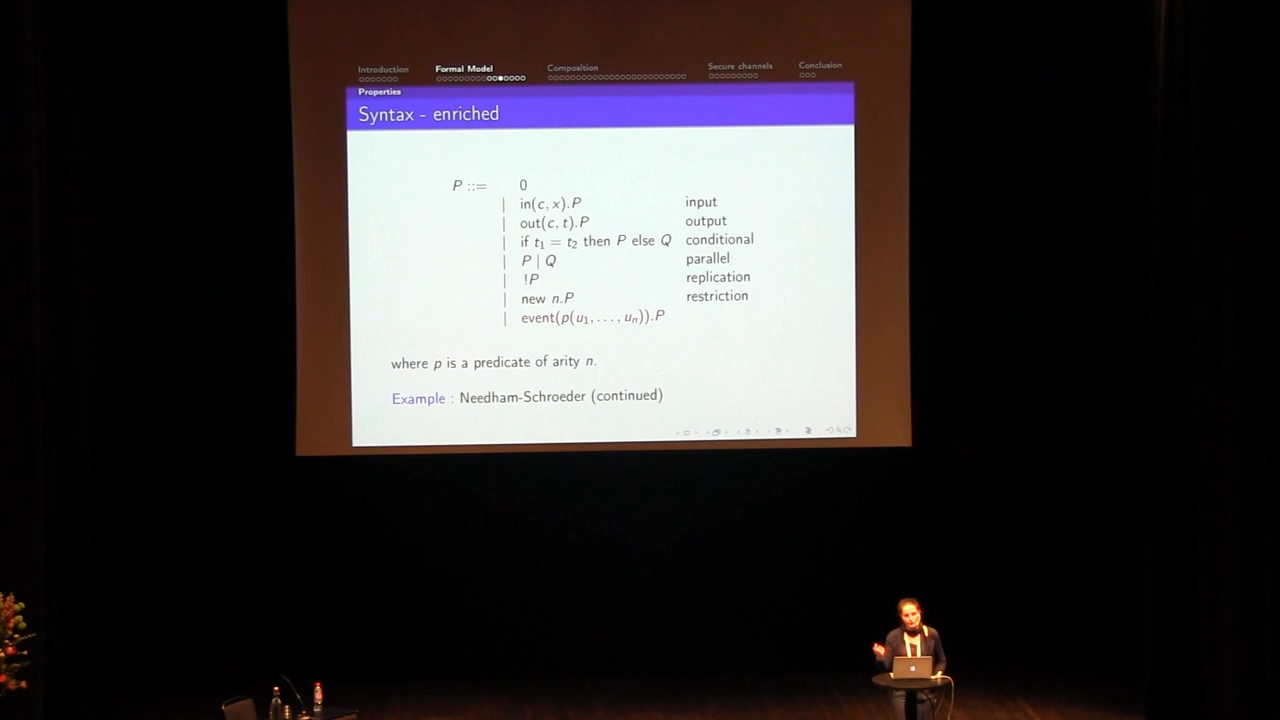 Introduction Formal Model Composition Secure channels Conclusion
Properties
Syntax - enriched
P ::= 0
| in(c, x).P input
| out(c, t).P output
| if t₁ = t₂ then P else Q conditional
| P | Q parallel
| !P replication
| new n.P restriction
| event(p(u₁, . . . , uₙ)).P
where p is a predicate of arity n.
Example : Needham-Schroeder (continued)